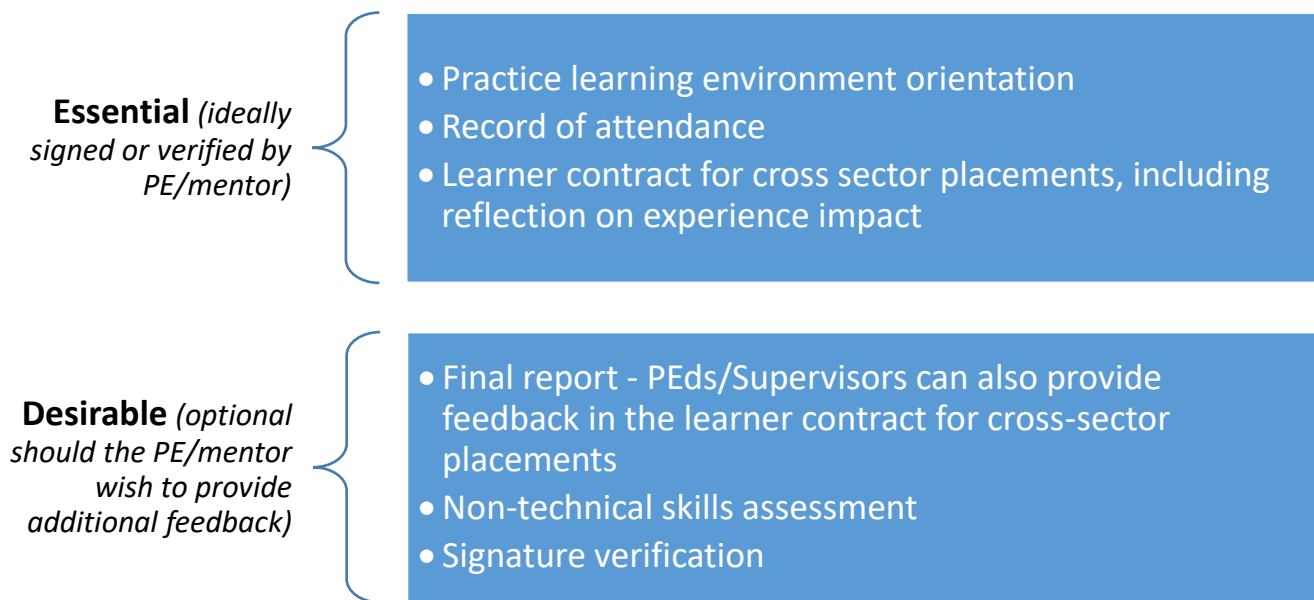 Essential (ideally
signed or verified by
PE/mentor)
• Practice learning environment orientation
• Record of attendance
• Learner contract for cross sector placements, including
reflection on experience impact
Desirable (optional
should the PE/mentor
wish to provide
additional feedback)
• Final report - PEds/Supervisors can also provide
feedback in the learner contract for cross-sector
placements
• Non-technical skills assessment
• Signature verification